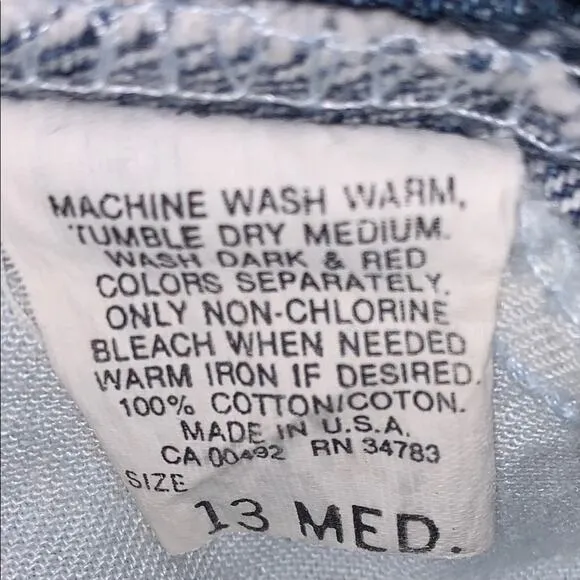 MACHINE WASH WARM,
TUMBLE DRY MEDIUM.
WASH DARK & RED
COLORS SEPARATELY.
ONLY NON-CHLORINE
BLEACH WHEN NEEDED
WARM IRON IF DESIRED.
100% COTTON/COTON.
MADE IN U.S.A.
CA 00492 RN 34783
SIZE
13 MED.